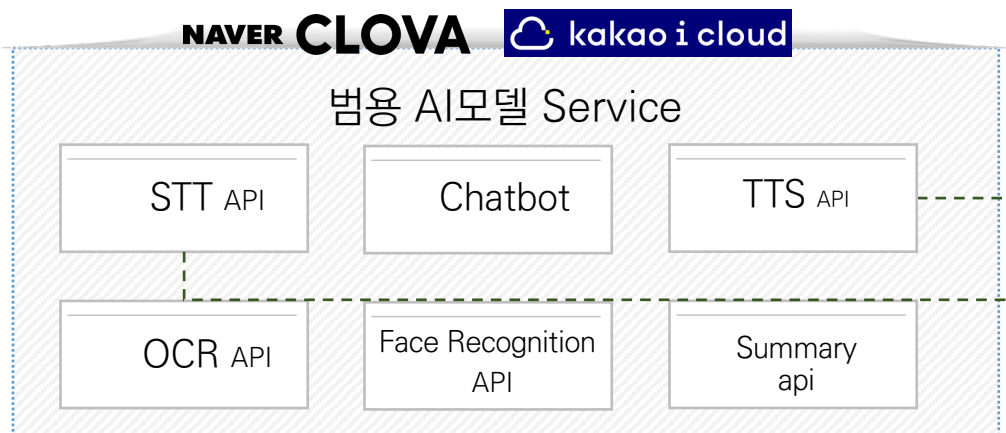 NAVER CLOVA
kakao i cloud
범용 AI모델 Service
STT API
Chatbot
TTS API
OCR API
Face Recognition
API
Summary
api